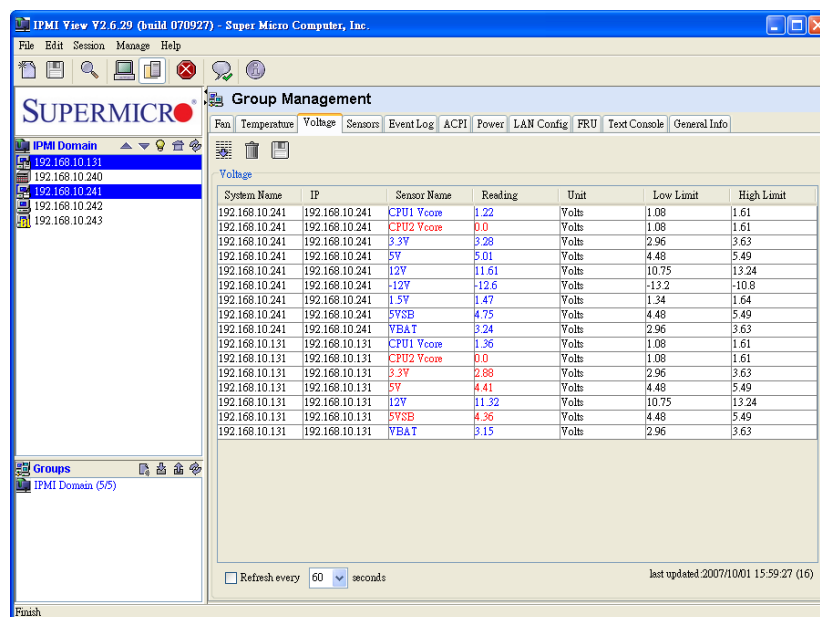 IPMI View V2.6.29 (build 070927) - Super Micro Computer, Inc.
File Edit Session Manage Help
SUPERMICRO
Group Management
Fan Temperature Voltage Sensors Event Log ACPI Power LAN Config FRU Text Console General Info
IPMI Domain
192.168.10.131
192.168.10.240
192.168.10.241
192.168.10.242
192.168.10.243
Voltage
System Name IP Sensor Name Reading Unit Low Limit High Limit
192.168.10.241 192.168.10.241 CPU1 Vcore 1.22 Volts 1.08 1.61
192.168.10.241 192.168.10.241 CPU2 Vcore 0.0 Volts 1.08 1.61
192.168.10.241 192.168.10.241 3.3V 3.28 Volts 2.96 3.63
192.168.10.241 192.168.10.241 5V 5.01 Volts 4.48 5.49
192.168.10.241 192.168.10.241 12V 11.61 Volts 10.75 13.24
192.168.10.241 192.168.10.241 -12V -12.6 Volts -13.2 -10.8
192.168.10.241 192.168.10.241 1.5V 1.47 Volts 1.34 1.64
192.168.10.241 192.168.10.241 5VSB 4.75 Volts 4.48 5.49
192.168.10.241 192.168.10.241 VBAT 3.24 Volts 2.96 3.63
192.168.10.131 192.168.10.131 CPU1 Vcore 1.36 Volts 1.08 1.61
192.168.10.131 192.168.10.131 CPU2 Vcore 0.0 Volts 1.08 1.61
192.168.10.131 192.168.10.131 3.3V 2.88 Volts 2.96 3.63
192.168.10.131 192.168.10.131 5V 4.41 Volts 4.48 5.49
192.168.10.131 192.168.10.131 12V 11.32 Volts 10.75 13.24
192.168.10.131 192.168.10.131 5VSB 4.36 Volts 4.48 5.49
192.168.10.131 192.168.10.131 VBAT 3.15 Volts 2.96 3.63
Groups
IPMI Domain (5/5)
Refresh every 60 seconds
last updated:2007/10/01 15:59:27 (16)
Finish